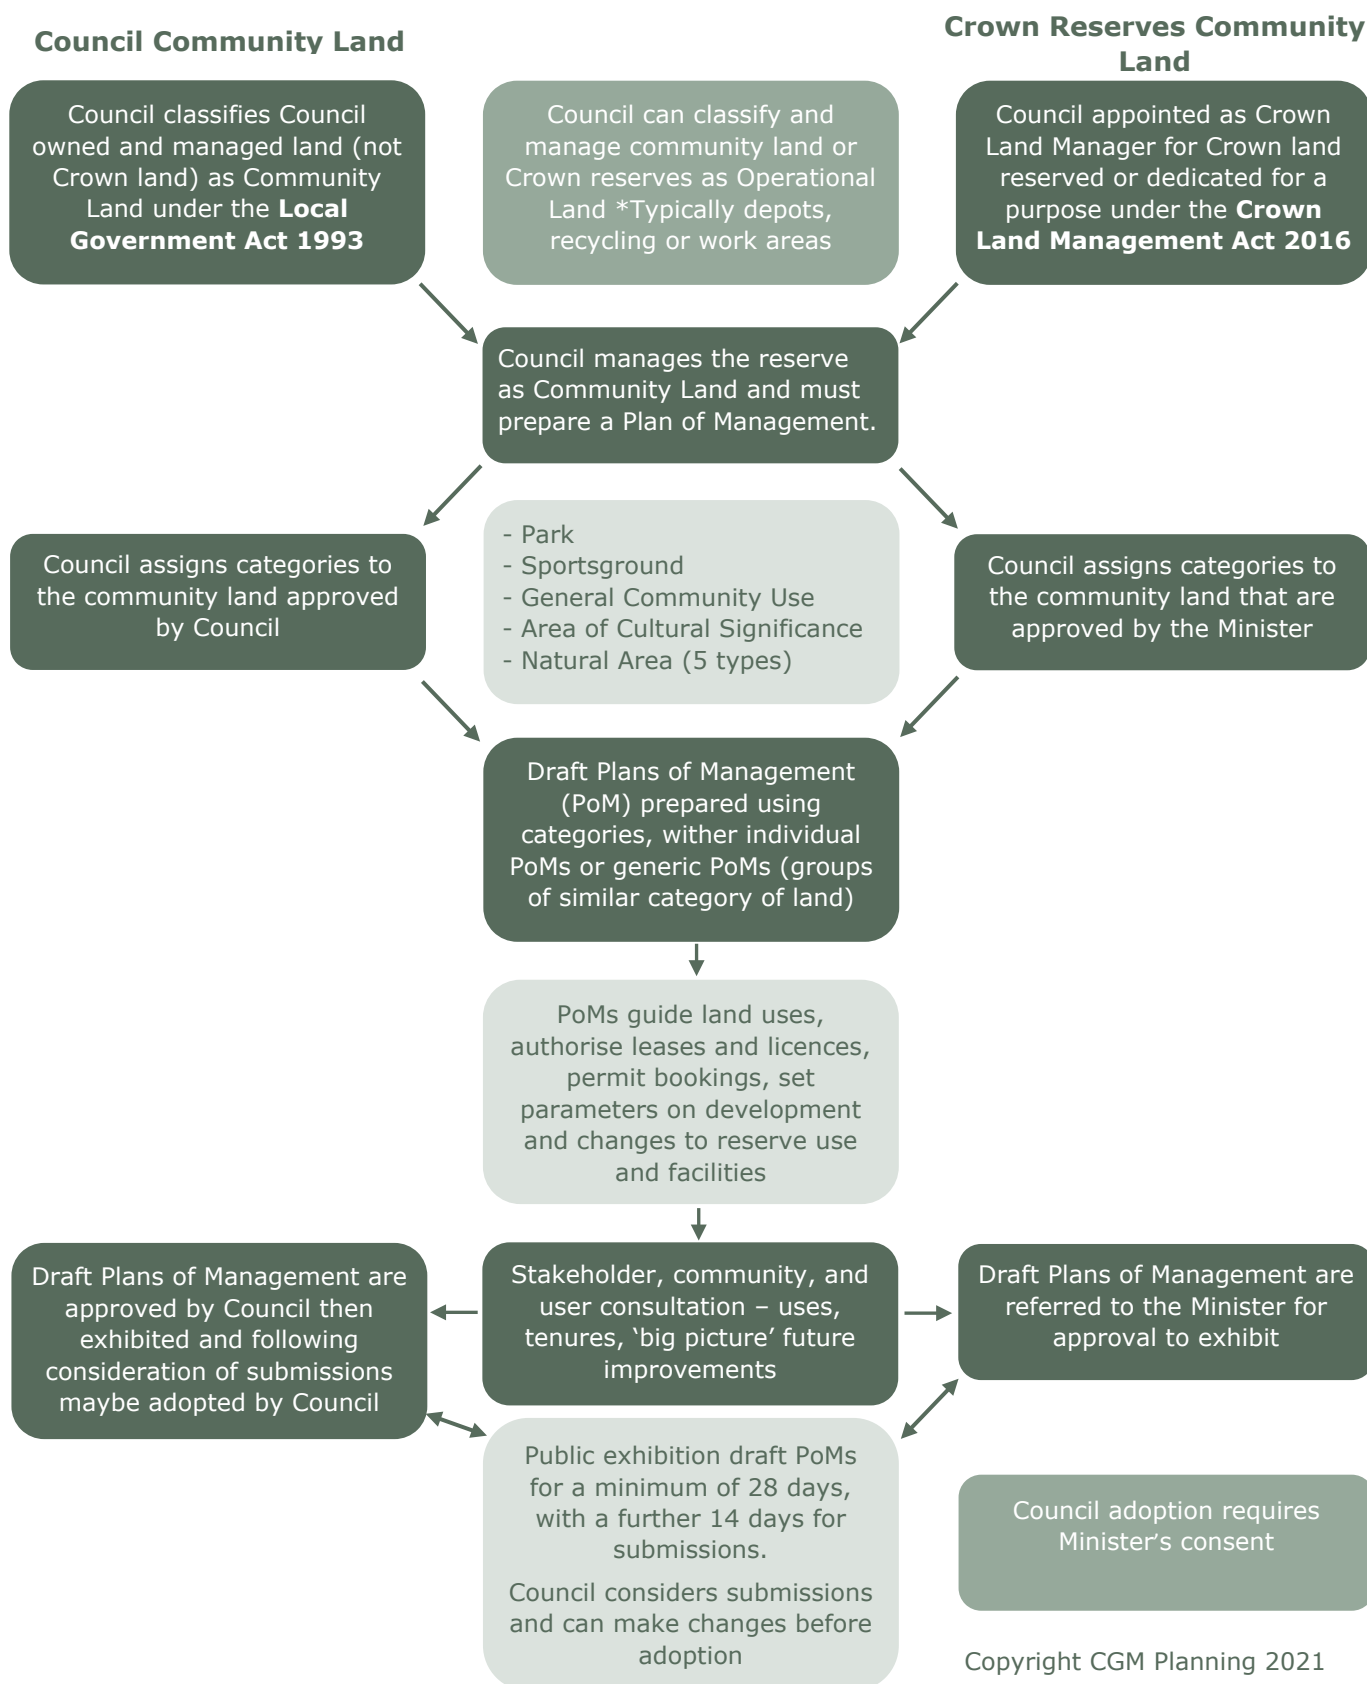 Council Community Land
Crown Reserves Community
Land
Council classifies Council
owned and managed land (not
Crown land) as Community
Land under the Local
Government Act 1993
Council can classify and
manage community land or
Crown reserves as Operational
Land *Typically depots,
recycling or work areas
Council appointed as Crown
Land Manager for Crown land
reserved or dedicated for a
purpose under the Crown
Land Management Act 2016
Council manages the reserve
as Community Land and must
prepare a Plan of Management.
Council assigns categories to
the community land approved
by Council
- Park
- Sportsground
- General Community Use
- Area of Cultural Significance
- Natural Area (5 types)
Council assigns categories to
the community land that are
approved by the Minister
Draft Plans of Management
(PoM) prepared using
categories, wither individual
PoMs or generic PoMs (groups
of similar category of land)
PoMs guide land uses,
authorise leases and licences,
permit bookings, set
parameters on development
and changes to reserve use
and facilities
Draft Plans of Management are
approved by Council then
exhibited and following
consideration of submissions
maybe adopted by Council
Stakeholder, community, and
user consultation – uses,
tenures, ‘big picture’ future
improvements
Draft Plans of Management are
referred to the Minister for
approval to exhibit
Public exhibition draft PoMs
for a minimum of 28 days,
with a further 14 days for
submissions.
Council considers submissions
and can make changes before
adoption
Council adoption requires
Minister’s consent
Copyright CGM Planning 2021